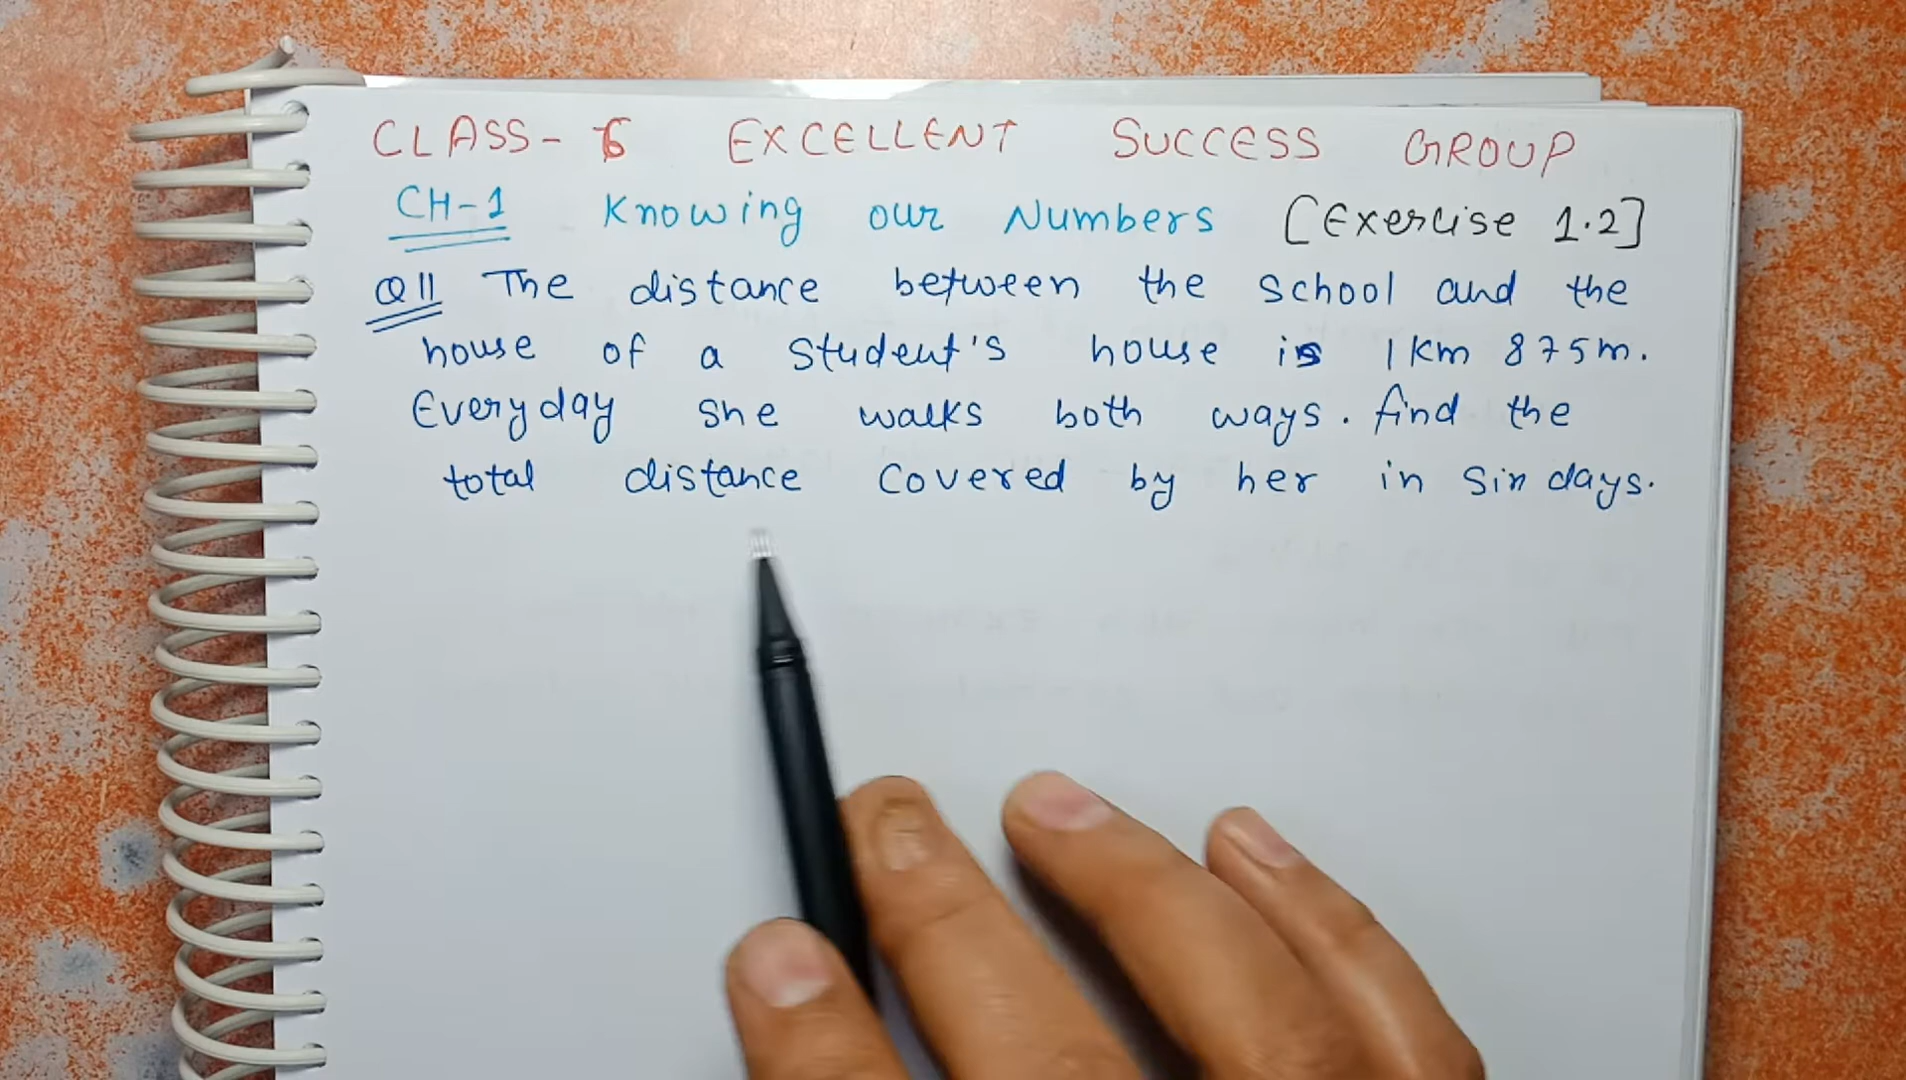 CLASS-6 EXCELLENT SUCCESS GROUP
CH-1 Knowing our Numbers [Exercise 1.2]
Q11 The distance between the school and the
house of a student's house is 1 km 875m.
Everyday she walks both ways. find the
total distance covered by her in Six days.